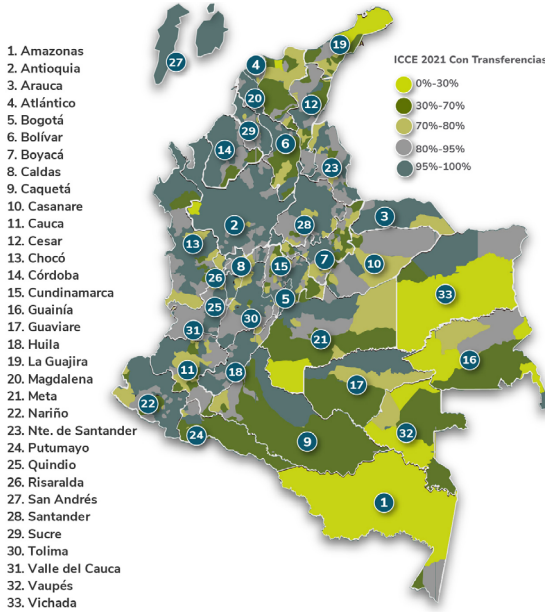 1. Amazonas
2. Antioquia
3. Arauca
4. Atlántico
5. Bogotá
6. Bolívar
7. Boyacá
8. Caldas
9. Caquetá
10. Casanare
11. Cauca
12. Cesar
13. Chocó
14. Córdoba
15. Cundinamarca
16. Guainía
17. Guaviare
18. Huila
19. La Guajira
20. Magdalena
21. Meta
22. Nariño
23. Nte. de Santander
24. Putumayo
25. Quindio
26. Risaralda
27. San Andrés
28. Santander
29. Sucre
30. Tolima
31. Valle del Cauca
32. Vaupés
33. Vichada
ICCE 2021 Con Transferencias
0%-30%
30%-70%
70%-80%
80%-95%
95%-100%
19
27
4
20
12
29
6
14
23
3
2
28
13
7
10
26
8
15
33
25
5
30
31
21
16
11
18
17
22
24
9
32
1